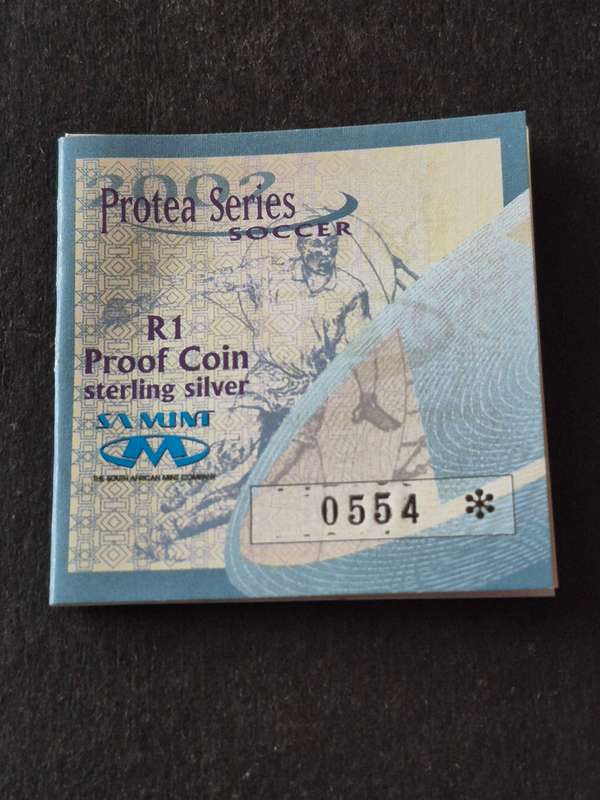 2002
Protea Series
SOCCER
R1
Proof Coin
sterling silver
SA MINT
THE SOUTH AFRICAN MINT COMPANY
0554 *